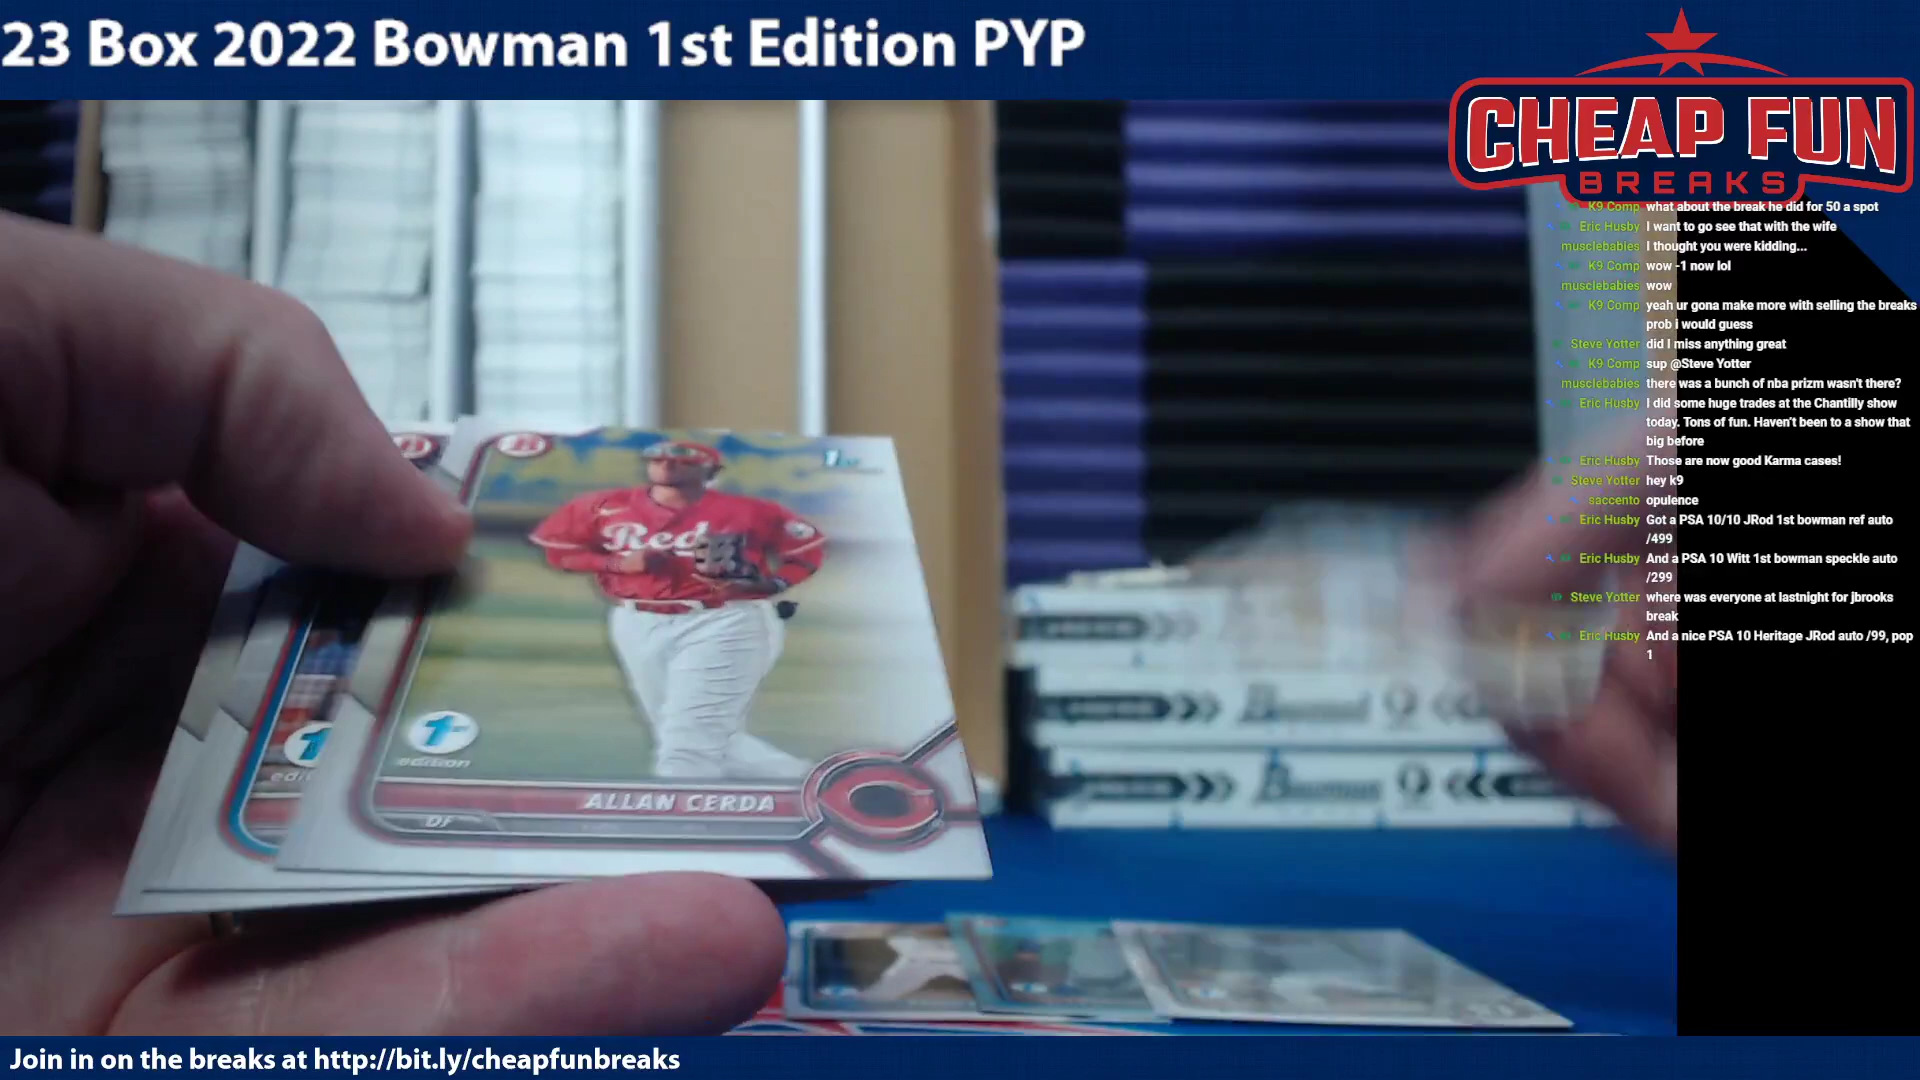 23 Box 2022 Bowman 1st Edition PYP
CHEAP FUN
BREAKS
K9 Comp what about the break he did for 50 a spot
Eric Husby I want to go see that with the wife
musclebabies I thought you were kidding...
K9 Comp wow -1 now lol
musclebabies wow
K9 Comp yeah ur gona make more with selling the breaks
prob i would guess
Steve Yotter did I miss anything great
K9 Comp sup @Steve Yotter
musclebabies there was a bunch of nba prizm wasn't there?
Eric Husby I did some huge trades at the Chantilly show
today. Tons of fun. Haven't been to a show that
big before
Eric Husby Those are now good Karma cases!
Steve Yotter hey k9
saccento opulence
Eric Husby Got a PSA 10/10 JRod 1st bowman ref auto
/499
Eric Husby And a PSA 10 Witt 1st bowman speckle auto
/299
Steve Yotter where was everyone at lastnight for jbrooks
break
Eric Husby And a nice PSA 10 Heritage JRod auto /99, pop
1
1st
Reds
1st
edition
ALLAN CERDA
OF
Bowman
Bowman
Join in on the breaks at http://bit.ly/cheapfunbreaks